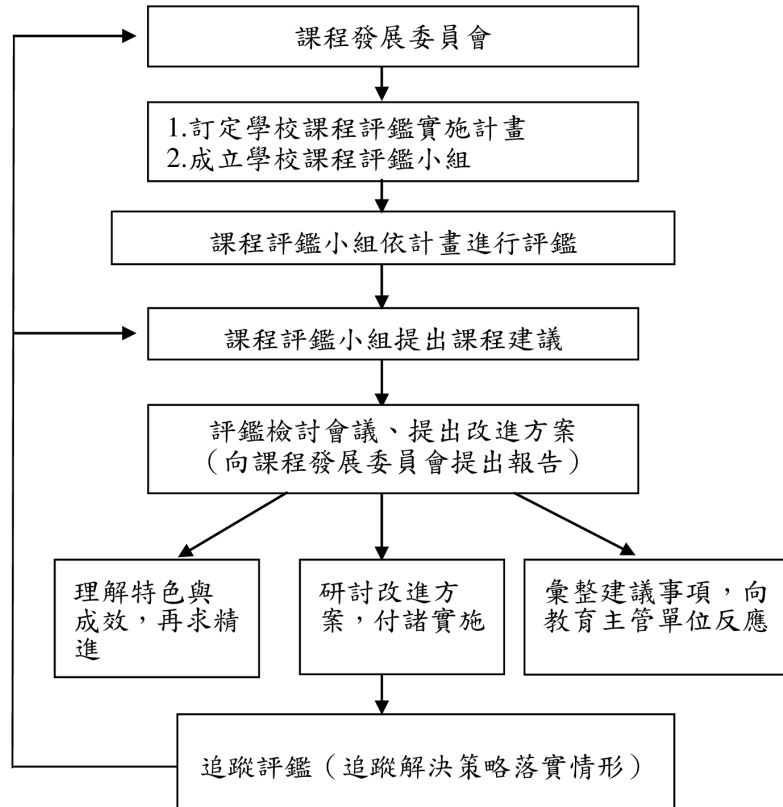 課程發展委員會
1.訂定學校課程評鑑實施計畫
2.成立學校課程評鑑小組
課程評鑑小組依計畫進行評鑑
課程評鑑小組提出課程建議
評鑑檢討會議、提出改進方案
（向課程發展委員會提出報告）
理解特色與
成效，再求精
進
研討改進方
案，付諸實施
彙整建議事項，向
教育主管單位反應
追蹤評鑑（追蹤解決策略落實情形）